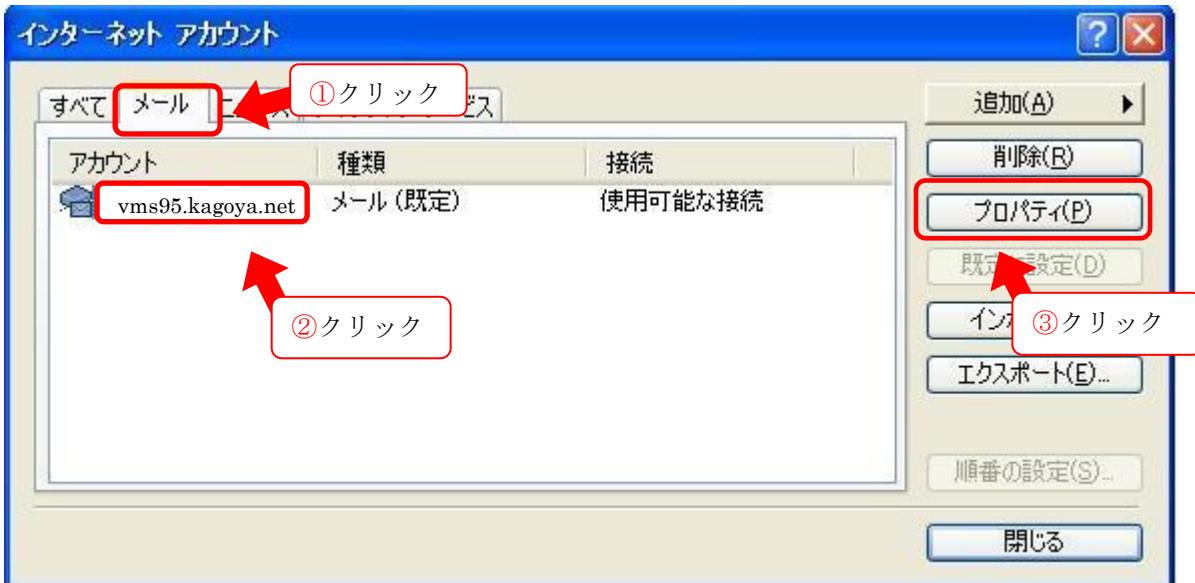 インターネット アカウント
すべて メール ①クリック ビス
追加(A)
アカウント 種類 接続
削除(R)
vms95.kagoya.net メール (既定) 使用可能な接続
プロパティ(P)
既定 設定(D)
②クリック
③クリック
エクスポート(E)...
順番の設定(S)...
閉じる